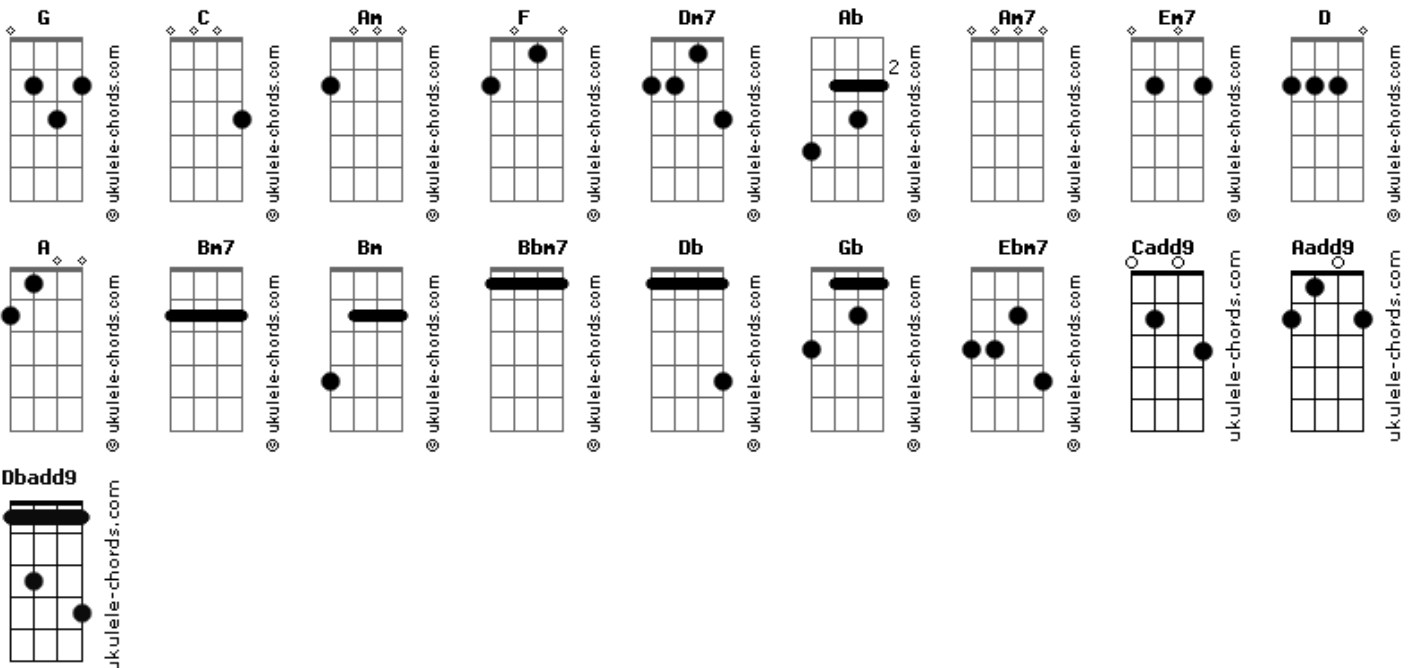 G C Am F Dm7 Ab Am7 Em7 D
2
© ukulele-chords.com © ukulele-chords.com © ukulele-chords.com © ukulele-chords.com © ukulele-chords.com © ukulele-chords.com © ukulele-chords.com © ukulele-chords.com © ukulele-chords.com
A Bm7 Bm Bbm7 Db Gb Ebm7 Cadd9 Aadd9
© ukulele-chords.com © ukulele-chords.com © ukulele-chords.com © ukulele-chords.com © ukulele-chords.com © ukulele-chords.com © ukulele-chords.com ukulele-chords.com ukulele-chords.com
Dbadd9
ukulele-chords.com